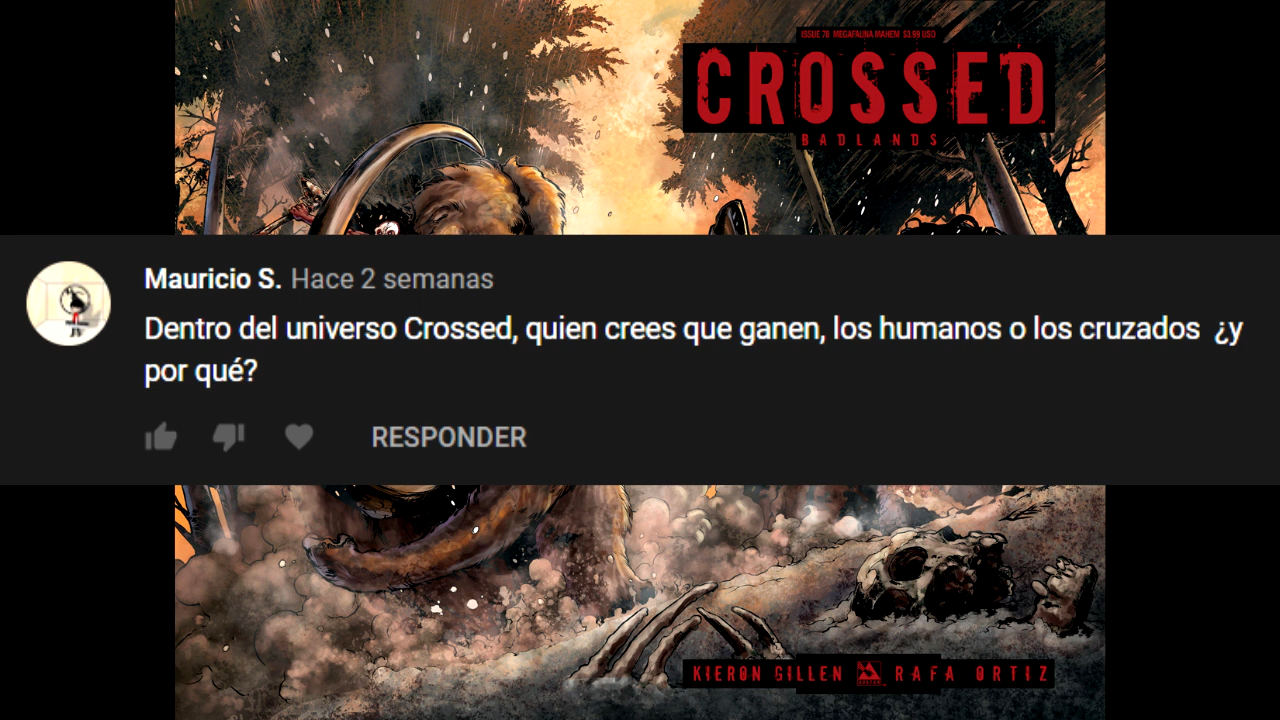 ISSUE 78 MEGAFAUNA MAHEM $3.99 USD
CROSSED
BADLANDS
Mauricio S. Hace 2 semanas
Dentro del universo Crossed, quien crees que ganen, los humanos o los cruzados ¿y
por qué?
RESPONDER
KIERON GILLEN RAFA ORTIZ